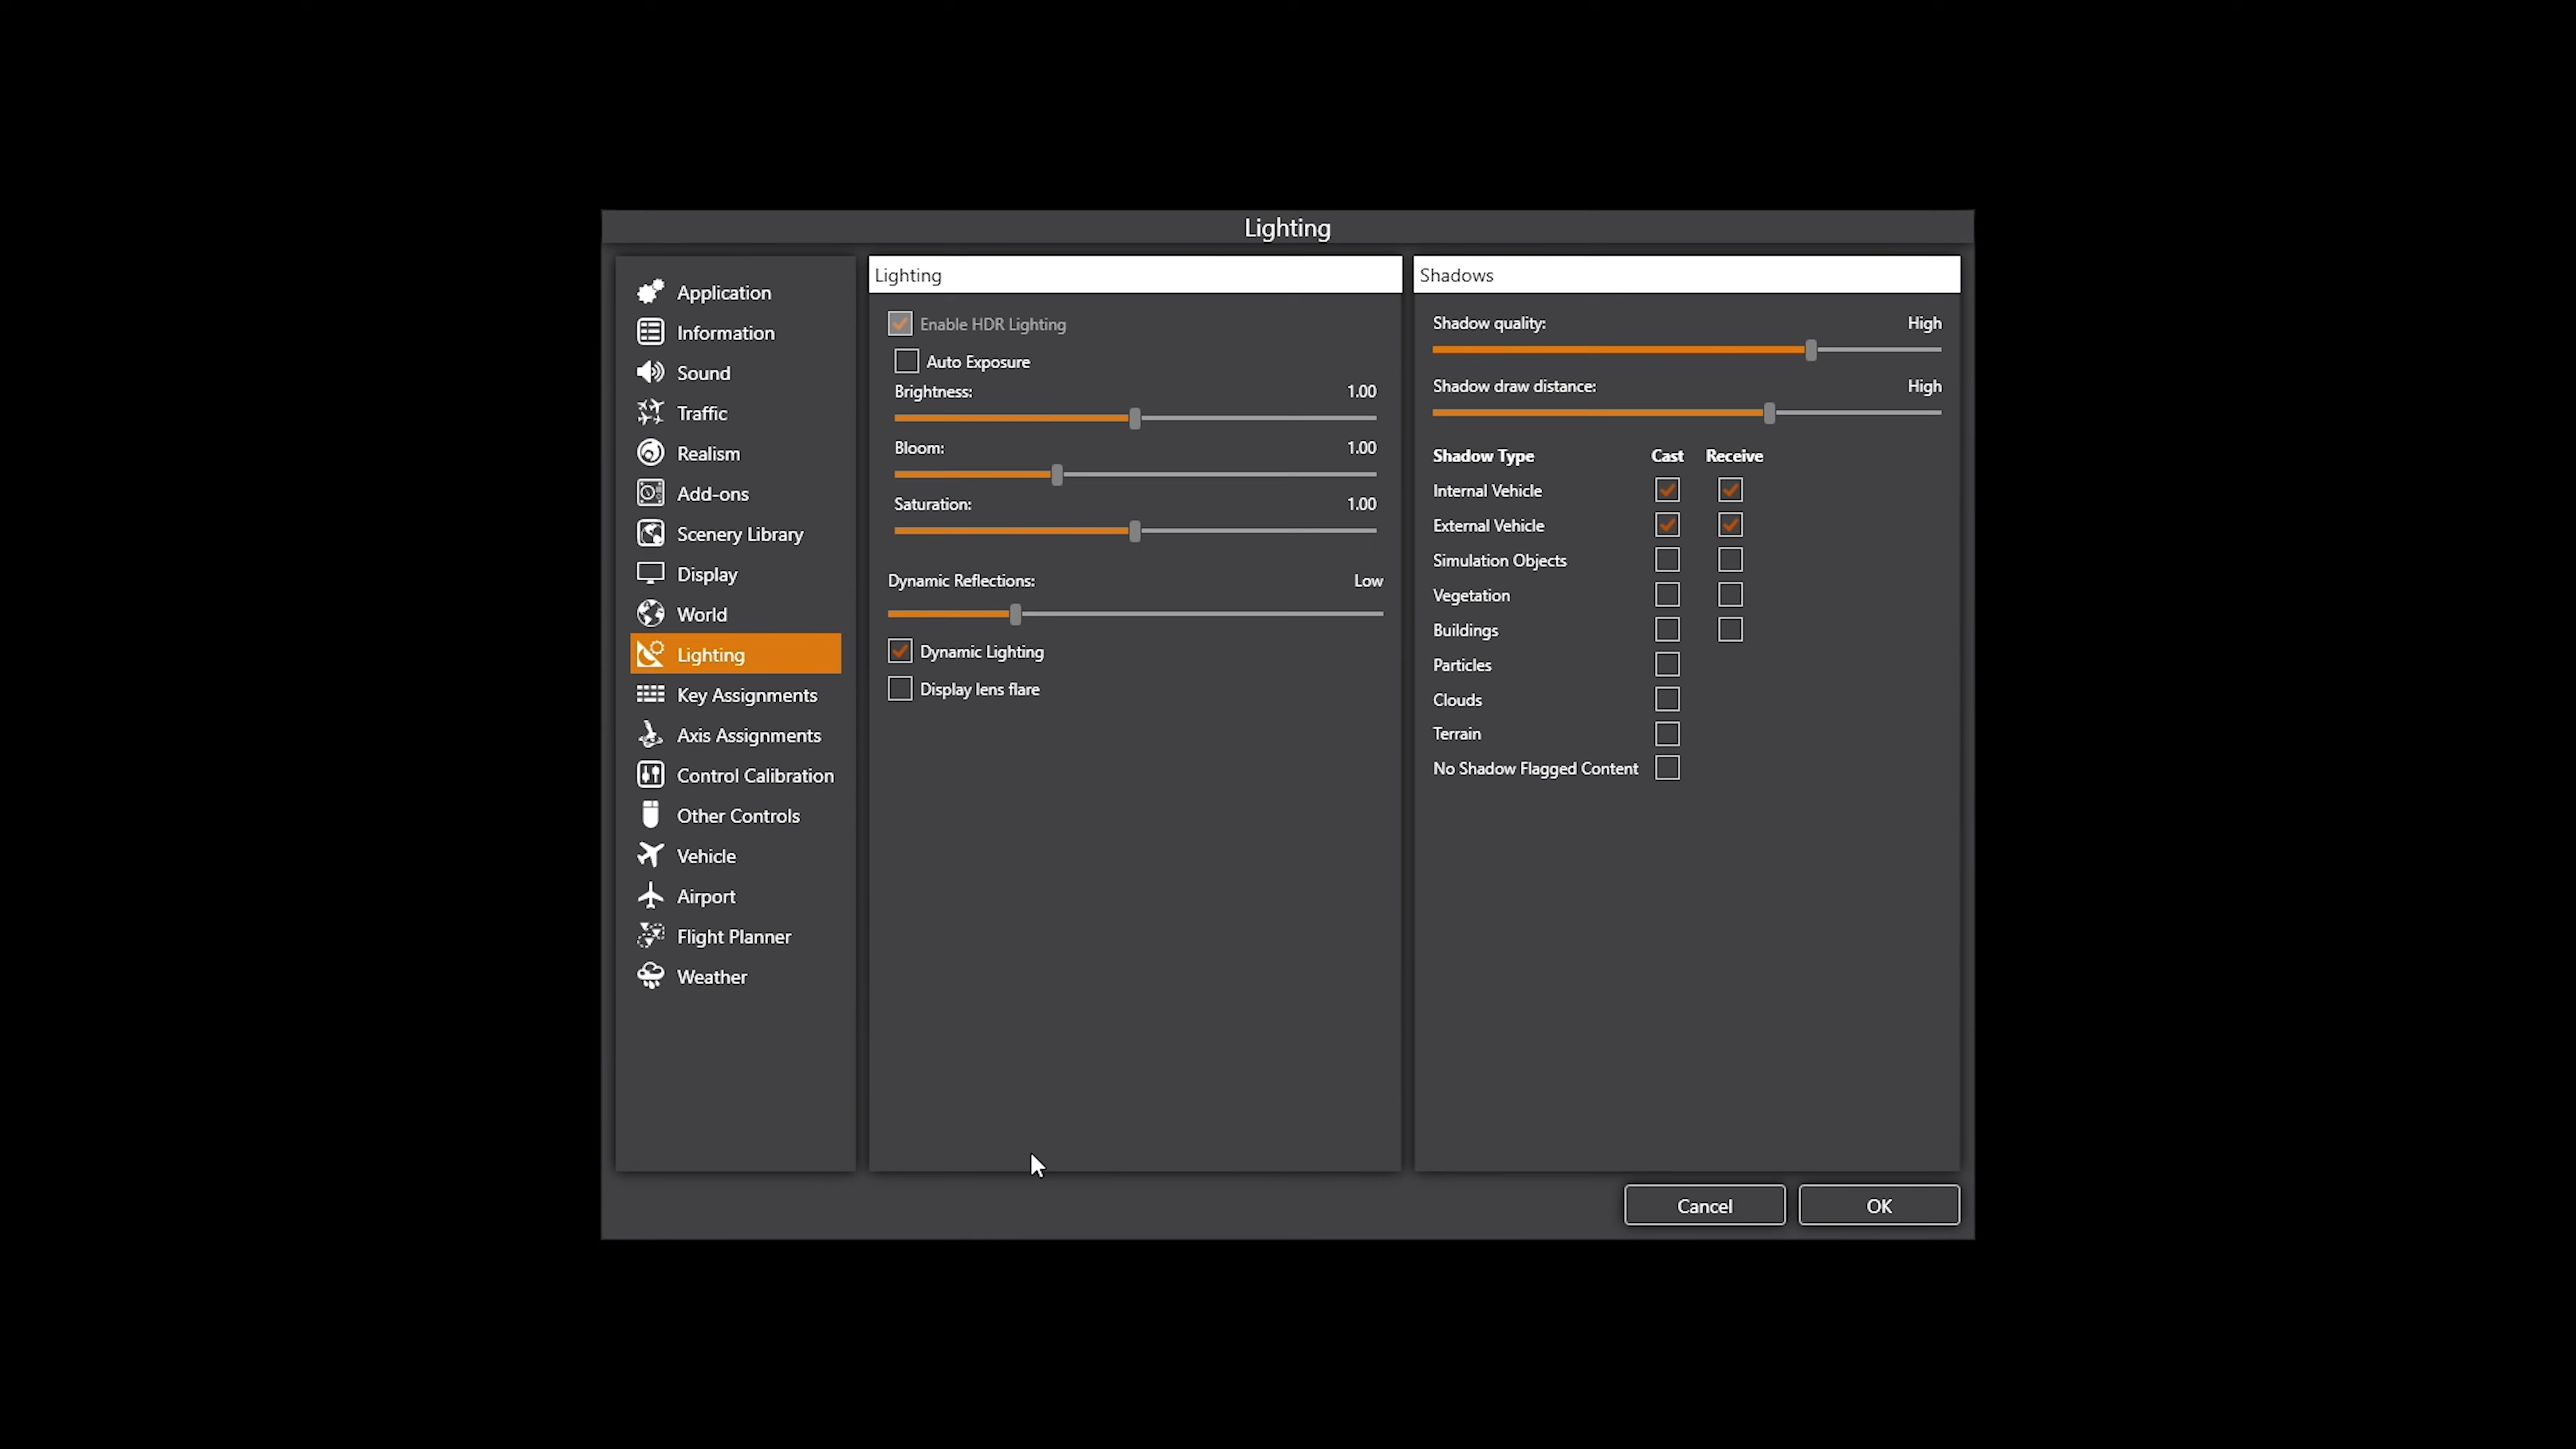 Lighting
Application
Information
Sound
Traffic
Realism
Add-ons
Scenery Library
Display
World
Lighting
Key Assignments
Axis Assignments
Control Calibration
Other Controls
Vehicle
Airport
Flight Planner
Weather
Lighting
Enable HDR Lighting
Auto Exposure
Brightness: 1.00
Bloom: 1.00
Saturation: 1.00
Dynamic Reflections: Low
Dynamic Lighting
Display lens flare
Shadows
Shadow quality: High
Shadow draw distance: High
Shadow Type Cast Receive
Internal Vehicle
External Vehicle
Simulation Objects
Vegetation
Buildings
Particles
Clouds
Terrain
No Shadow Flagged Content
Cancel OK